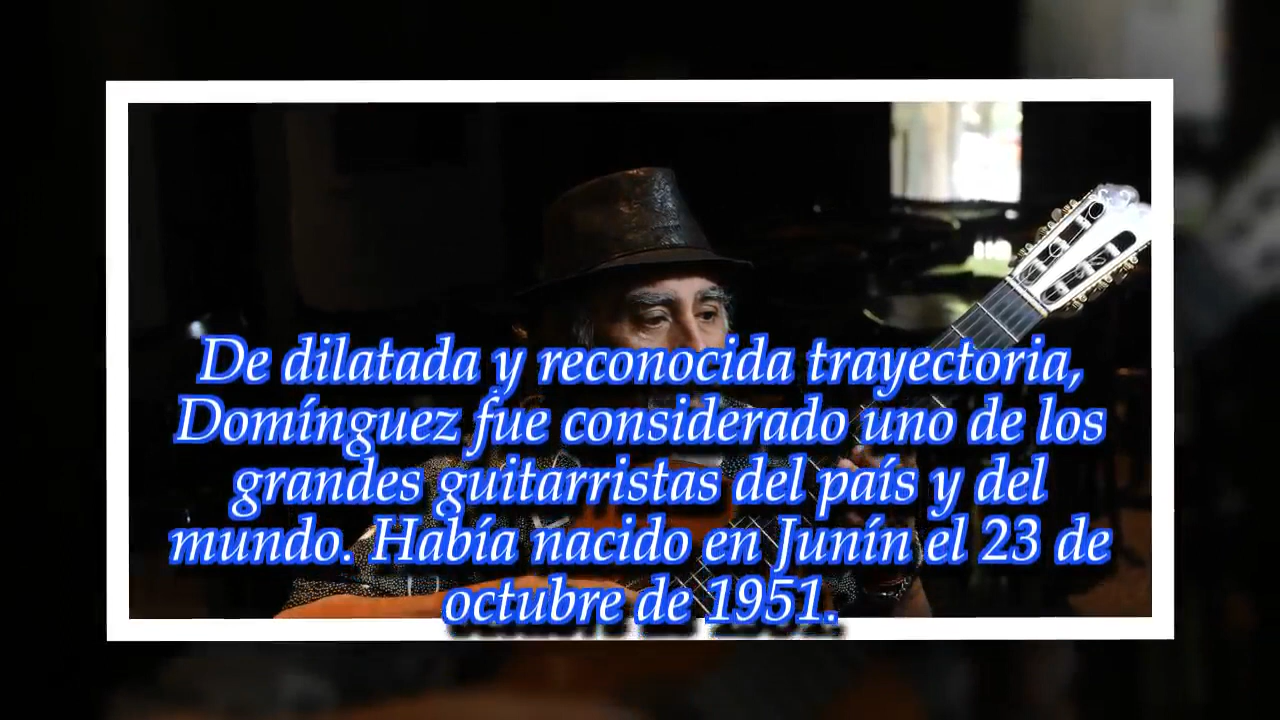 De dilatada y reconocida trayectoria,
Domínguez fue considerado uno de los
grandes guitarristas del país y del
mundo. Había nacido en Junín el 23 de
octubre de 1951.